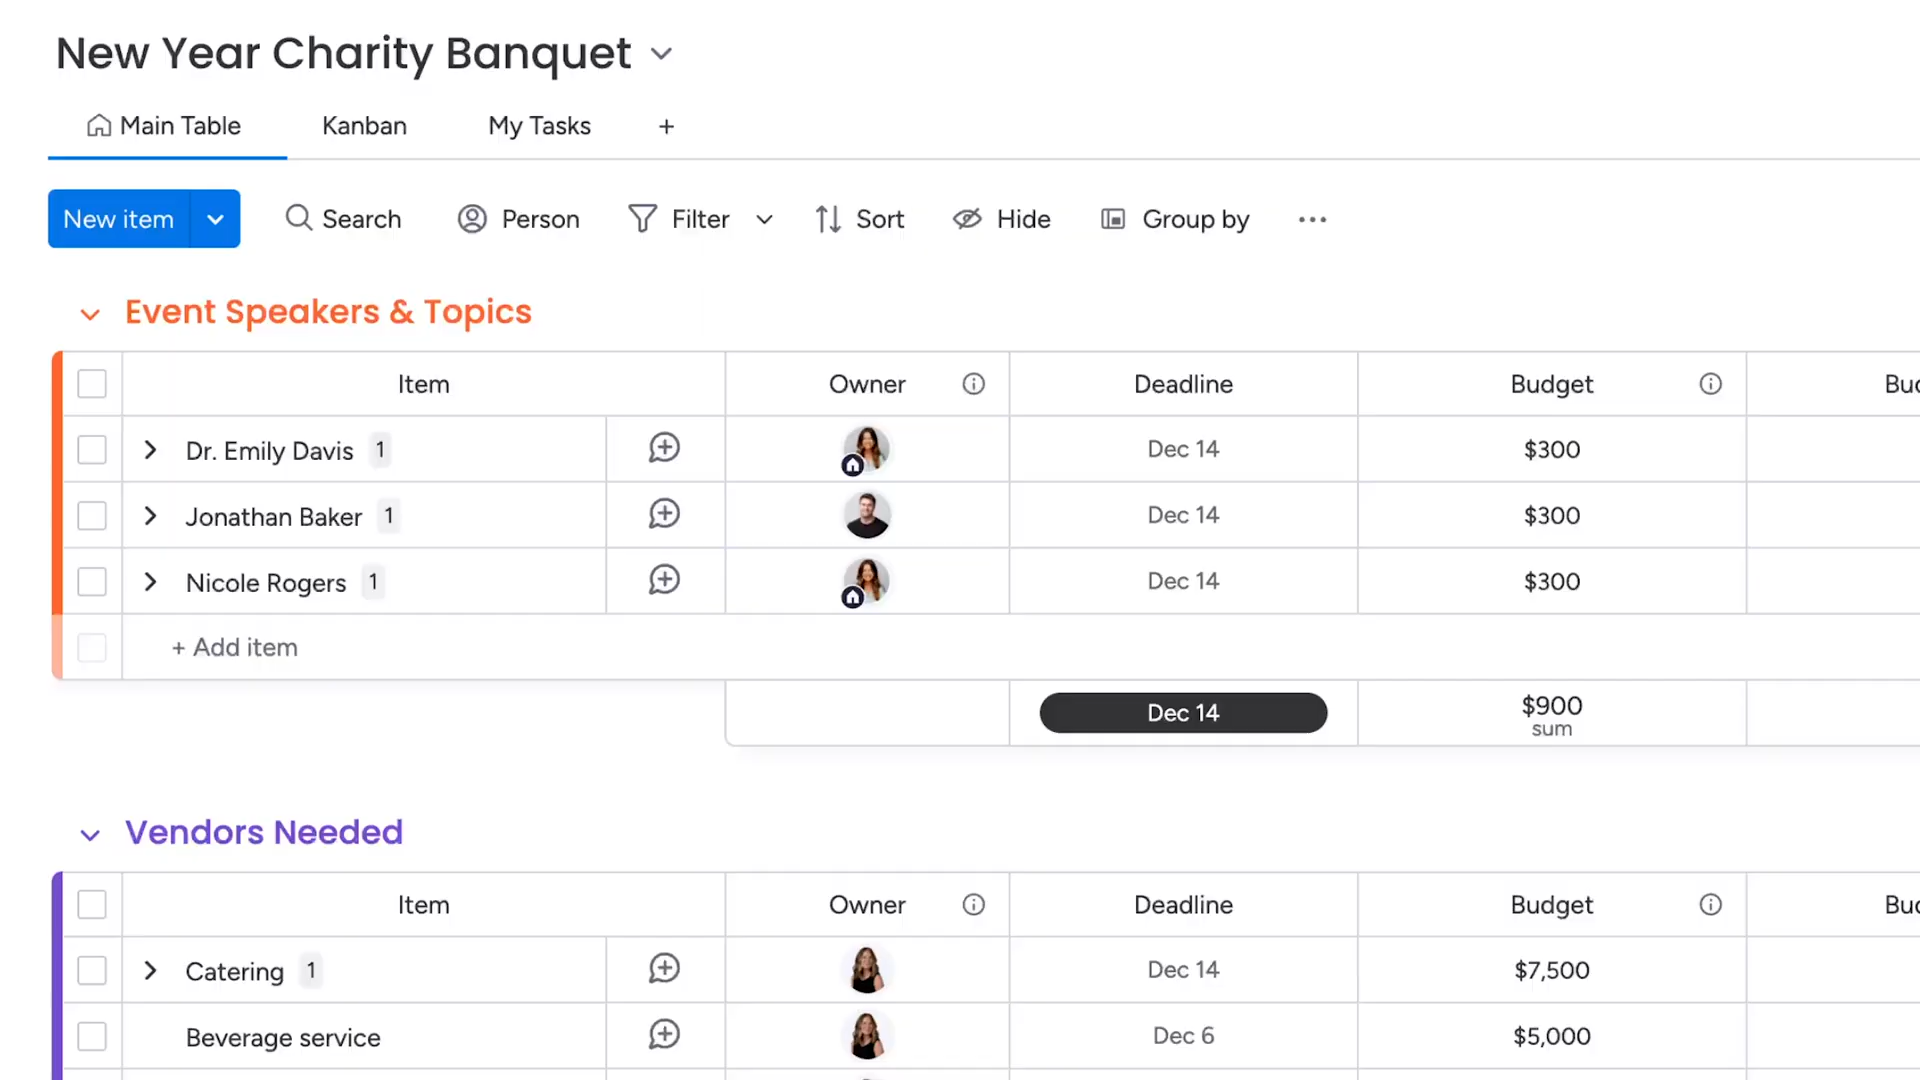 New Year Charity Banquet
Main Table Kanban My Tasks +
New item Search Person Filter Sort Hide Group by
Event Speakers & Topics
Item Owner Deadline Budget
Dr. Emily Davis 1 Dec 14 $300
Jonathan Baker 1 Dec 14 $300
Nicole Rogers 1 Dec 14 $300
+ Add item
Dec 14 $900
sum
Vendors Needed
Item Owner Deadline Budget
Catering 1 Dec 14 $7,500
Beverage service Dec 6 $5,000